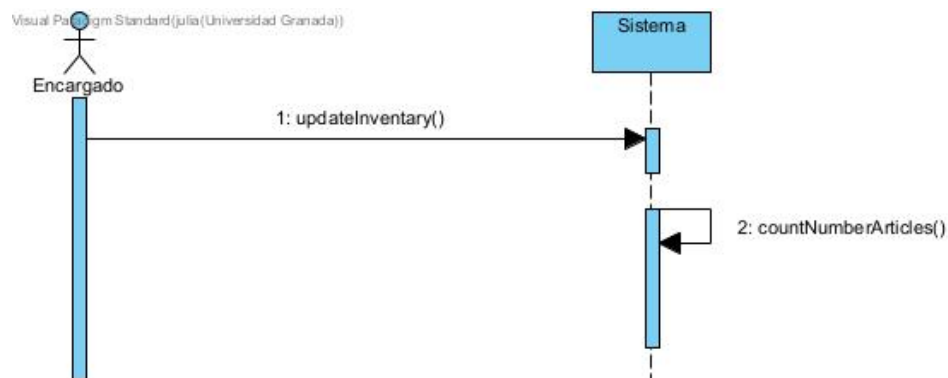 Visual Paradigm Standard(julia(Universidad Granada))
Sistema
Encargado
1: updateInventary()
2: countNumberArticles()